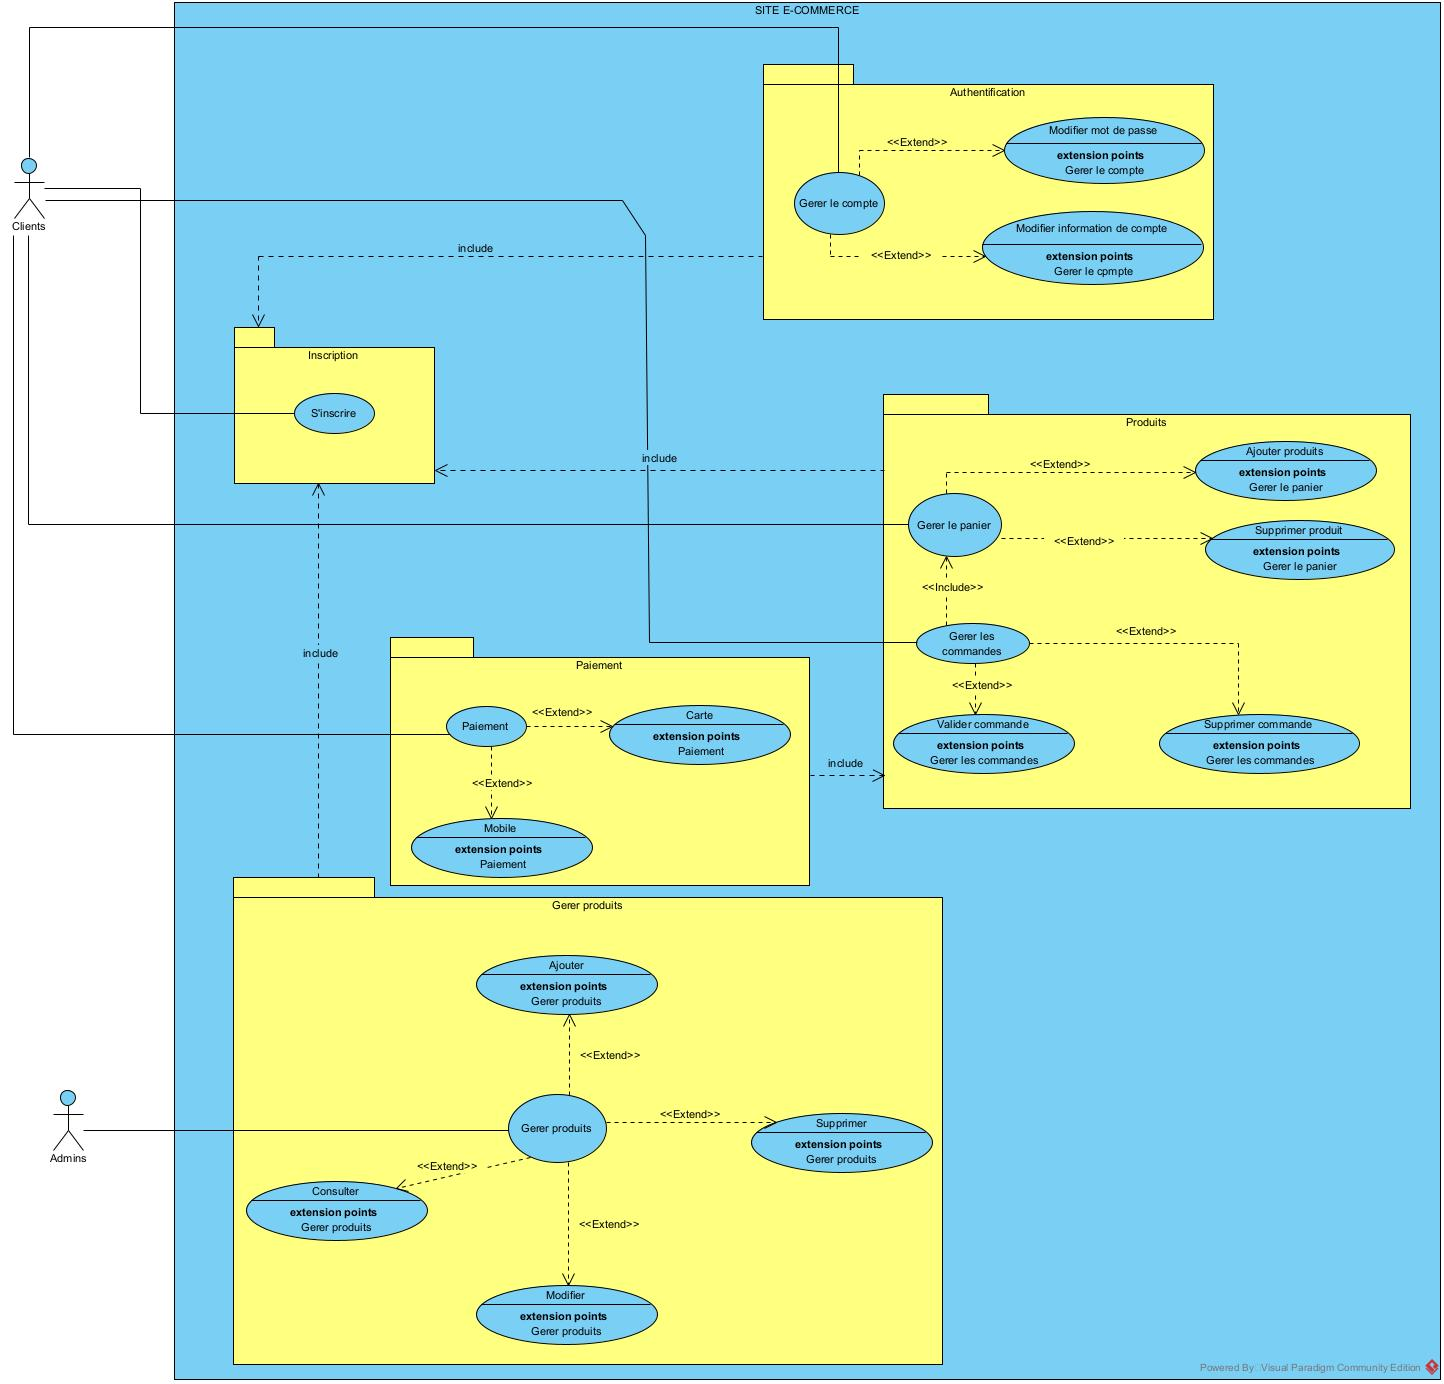 SITE E-COMMERCE
Authentification
Modifier mot de passe
<<Extend>>
extension points
Gerer le compte
Clients
Gerer le compte
Modifier information de compte
<<Extend>>
extension points
Gerer le cpmpte
include
Inscription
S'inscrire
Produits
include
Ajouter produits
<<Extend>>
extension points
Gerer le panier
Gerer le panier
Supprimer produit
<<Extend>>
extension points
Gerer le panier
<<Include>>
Gerer les
commandes
<<Extend>>
include
Paiement
<<Extend>>
Paiement
<<Extend>>
Carte
extension points
Paiement
Valider commande
extension points
Gerer les commandes
Supprimer commande
extension points
Gerer les commandes
include
<<Extend>>
Mobile
extension points
Paiement
Gerer produits
Ajouter
extension points
Gerer produits
<<Extend>>
Admins
Gerer produits
<<Extend>>
Supprimer
extension points
Gerer produits
<<Extend>>
Consulter
extension points
Gerer produits
<<Extend>>
Modifier
extension points
Gerer produits
Powered By Visual Paradigm Community Edition